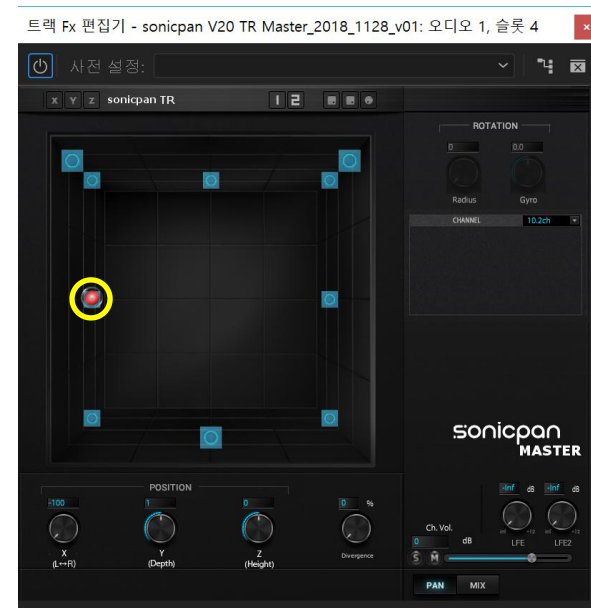 트랙 Fx 편집기 - sonicpan V20 TR Master_2018_1128_v01: 오디오 1, 슬롯 4
사전 설정:
X Y Z sonicpan TR 1 2
ROTATION
0 0.0
Radius Gyro
CHANNEL 10.2ch
sonicpan
MASTER
POSITION
-100 1 0 0 %
X Y Z Divergence
(L↔R) (Depth) (Height)
-Inf dB -Inf dB
Ch. Vol.
0 dB
LFE LFE2
S M
PAN MIX